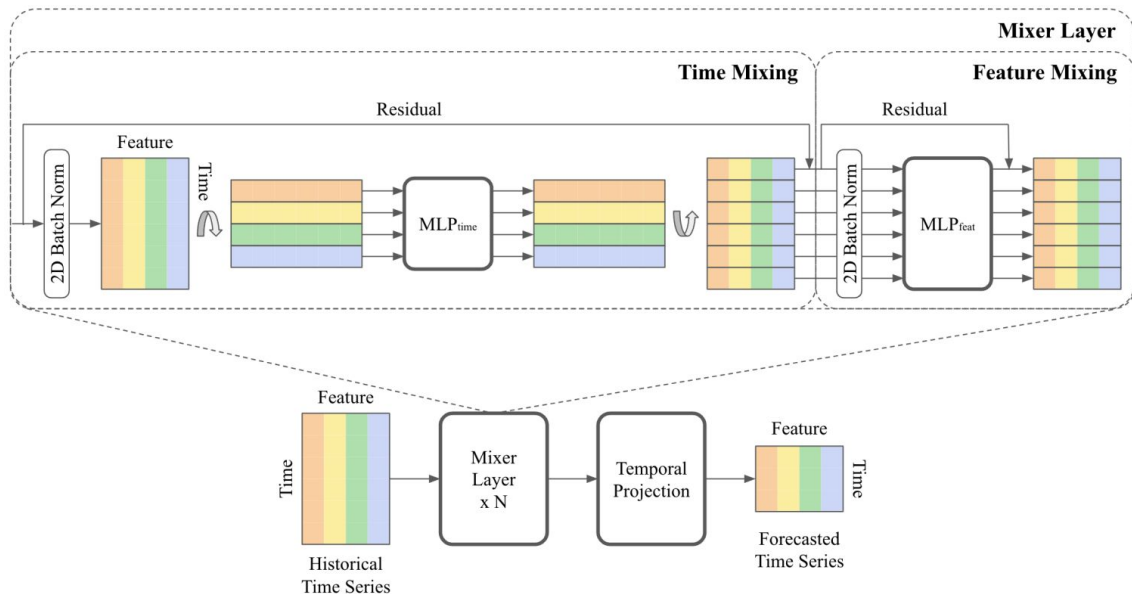 Mixer Layer
Time Mixing
Feature Mixing
Residual
Residual
2D Batch Norm
Feature
Time
MLPtime
2D Batch Norm
MLPfeat
Feature
Time
Historical
Time Series
Mixer
Layer
x N
Temporal
Projection
Feature
Time
Forecasted
Time Series